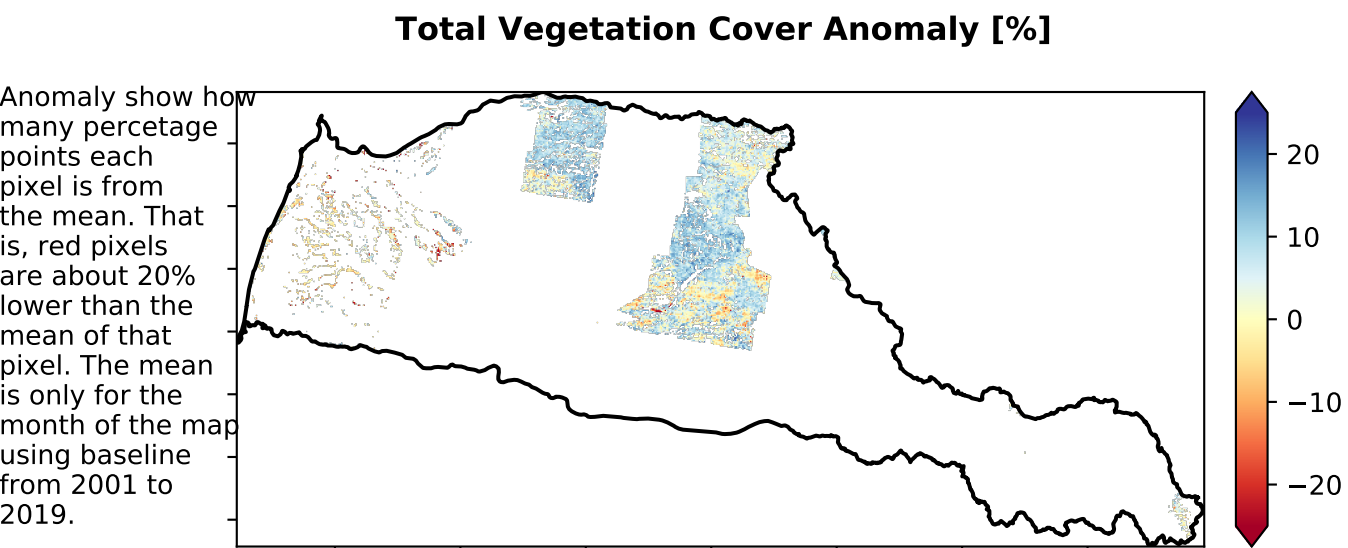 Total Vegetation Cover Anomaly [%]
Anomaly show how
many percetage
points each
pixel is from
the mean. That
is, red pixels
are about 20%
lower than the
mean of that
pixel. The mean
is only for the
month of the map
using baseline
from 2001 to
2019.
20
10
0
−10
−20